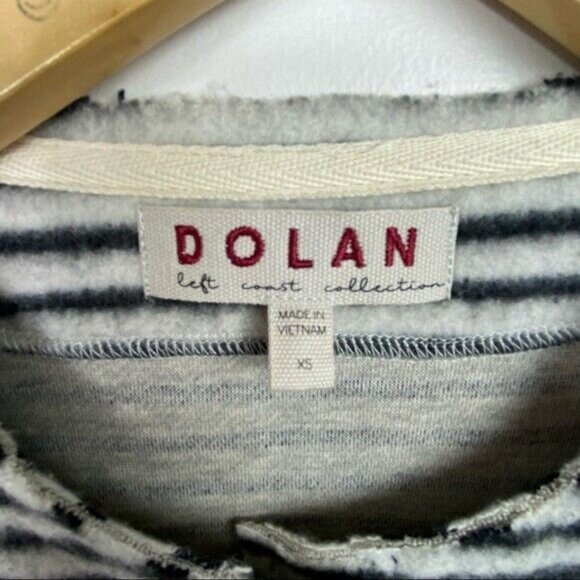 DOLAN
left coast collection
MADE IN
VIETNAM
XS